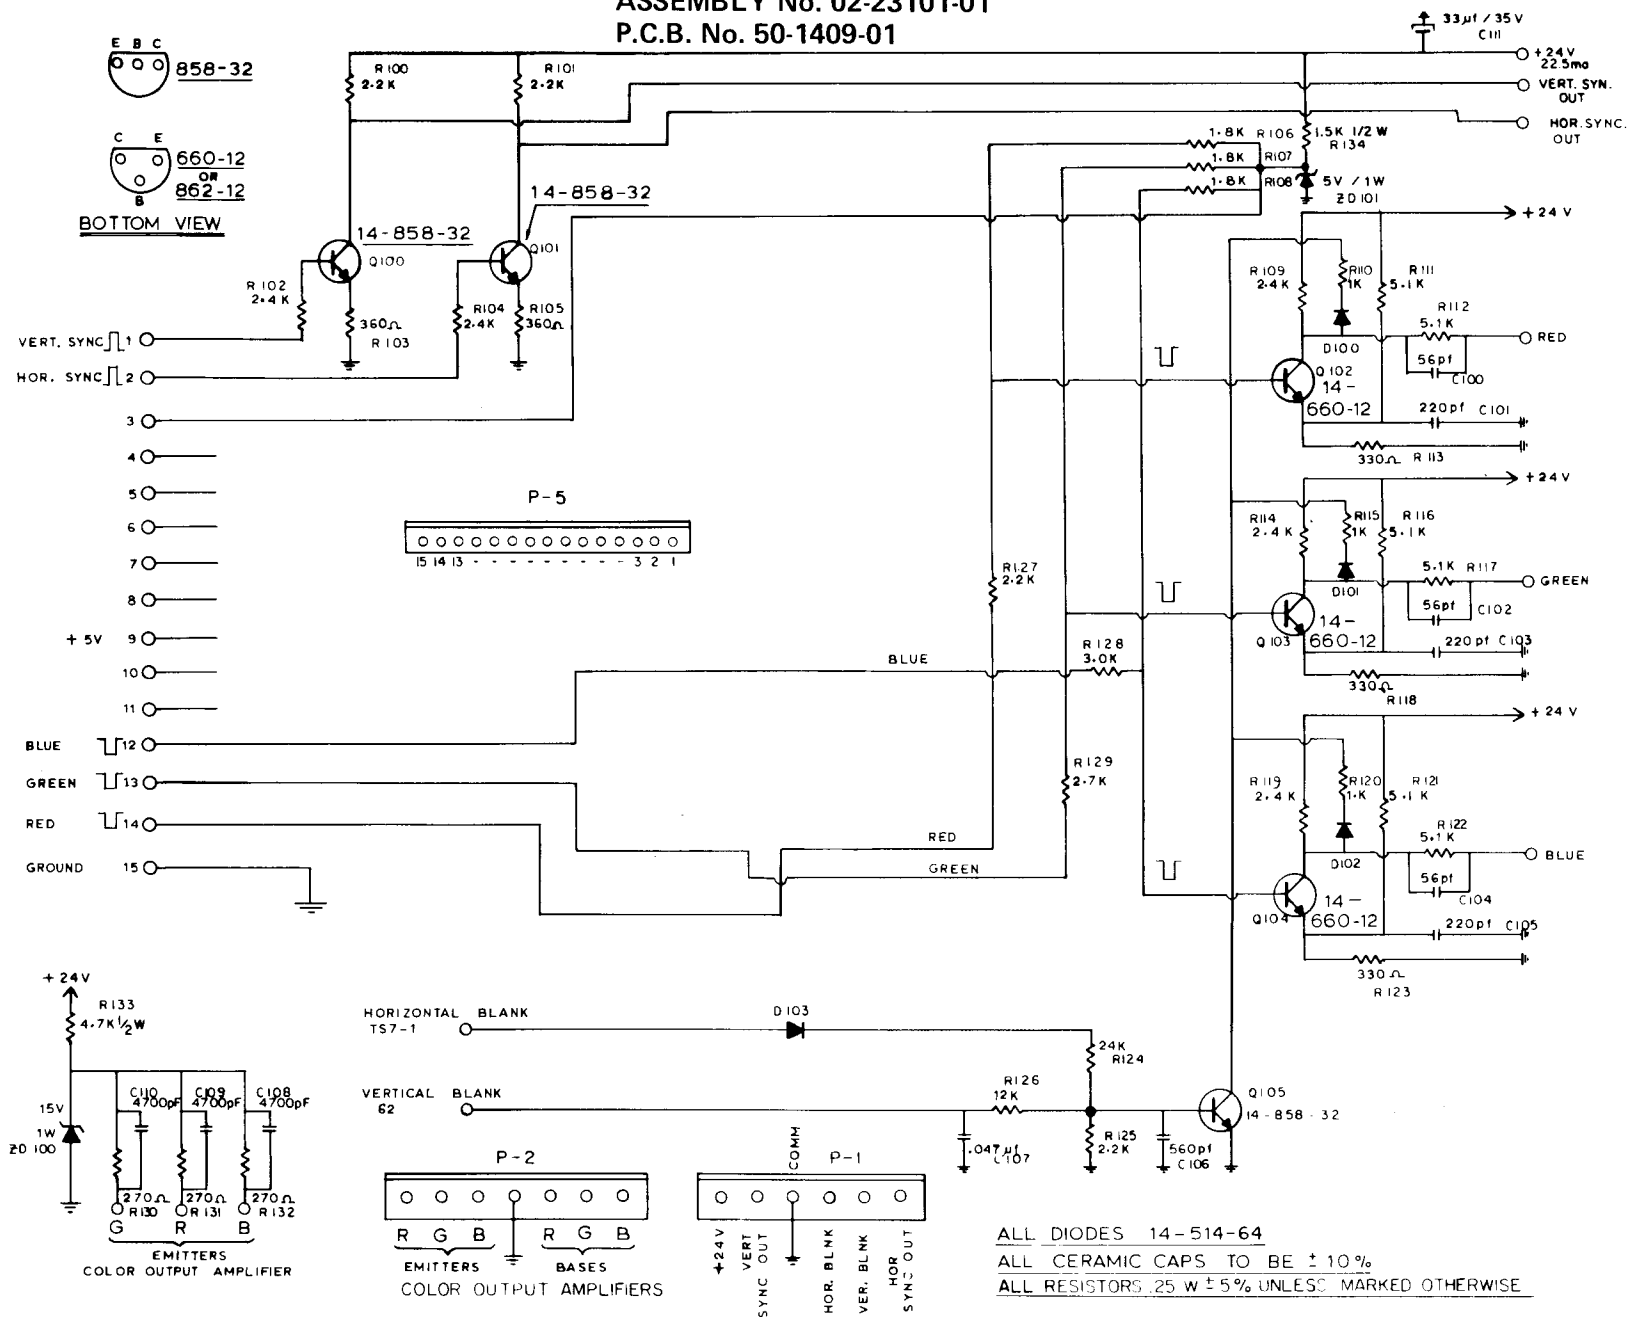 ASSEMBLY No. 02-23101-01
P.C.B. No. 50-1409-01
33µf / 35V
C111
+24V
22.5ma
VERT. SYN.
OUT
HOR. SYNC.
OUT
E B C
858-32
C E
B
660-12
OR
862-12
BOTTOM VIEW
R100
2.2K
R101
2.2K
14-858-32
Q100
14-858-32
Q101
R102
2.4K
360Ω
R103
R104
2.4K
R105
360Ω
VERT. SYNC 1
HOR. SYNC 2
3
4
5
6
7
8
+ 5V 9
10
11
BLUE 12
GREEN 13
RED 14
GROUND 15
P-5
15 14 13 - - - - - - - - - 3 2 1
1.8K R106
1.8K R107
1.8K R108
1.5K 1/2 W
R134
5V / 1W
ZD101
+ 24 V
R109
2.4K
R110
1K
R111
5.1K
R112
5.1K
D100
56pf
C100
RED
Q102
14-
660-12
220pf C101
330Ω R113
+ 24V
R114
2.4K
R115
1K
R116
5.1K
5.1K R117
D101
56pf
C102
GREEN
Q103
14-
660-12
220pf C103
330Ω
R118
+ 24 V
R119
2.4K
R120
1.K
R121
5.1K
R122
5.1K
D102
56pf
C104
BLUE
Q104
14-
660-12
220pf C105
330Ω
R123
R127
2.2K
BLUE
R128
3.0K
R129
2.7K
RED
GREEN
+ 24V
R133
4.7K 1/2W
15V
1W
ZD100
C110
4700pF
C109
4700pF
C108
4700pF
270Ω
R130
270Ω
R131
270Ω
R132
G R B
EMITTERS
COLOR OUTPUT AMPLIFIER
HORIZONTAL BLANK
TS7-1
D103
24K
R124
VERTICAL BLANK
62
R126
12K
.047µf
C107
R125
2.2K
560pf
C106
Q105
14-858-32
P-2
R G B R G B
EMITTERS BASES
COLOR OUTPUT AMPLIFIERS
P-1
COMM
+24V
VERT
SYNC OUT
HOR. BLNK
VER. BLNK
HOR
SYNC OUT
ALL DIODES 14-514-64
ALL CERAMIC CAPS TO BE ± 10%
ALL RESISTORS .25 W ± 5% UNLESS MARKED OTHERWISE